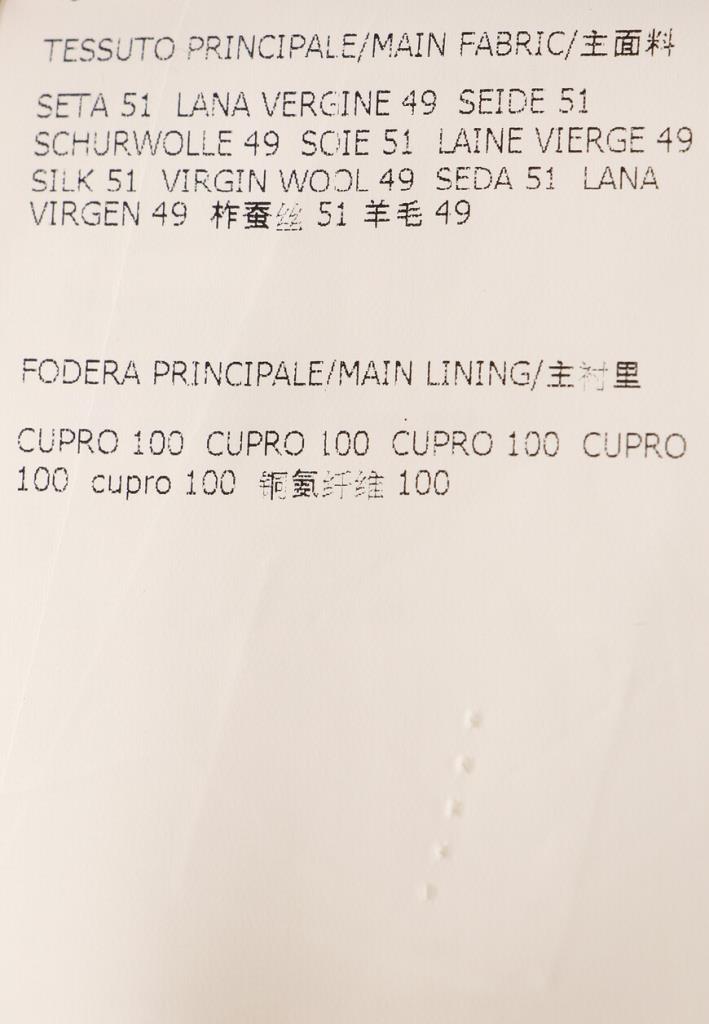 TESSUTO PRINCIPALE/MAIN FABRIC/主面料
SETA 51 LANA VERGINE 49 SEIDE 51
SCHURWOLLE 49 SOIE 51 LAINE VIERGE 49
SILK 51 VIRGIN WOOL 49 SEDA 51 LANA
VIRGEN 49 柞蚕丝 51 羊毛 49
FODERA PRINCIPALE/MAIN LINING/主衬里
CUPRO 100 CUPRO 100 CUPRO 100 CUPRO
100 cupro 100 铜氨纤维 100